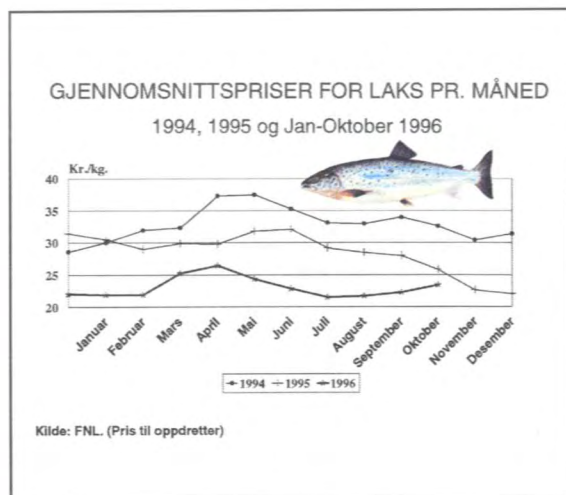 GJENNOMSNITTSPRISER FOR LAKS PR. MÅNED
1994, 1995 og Jan-Oktober 1996
Kr./kg.
40
35
30
25
20
Januar
Februar
Mars
April
Mai
Juni
Juli
August
September
Oktober
November
Desember
1994 1995 1996
Kilde: FNL. (Pris til oppdretter)